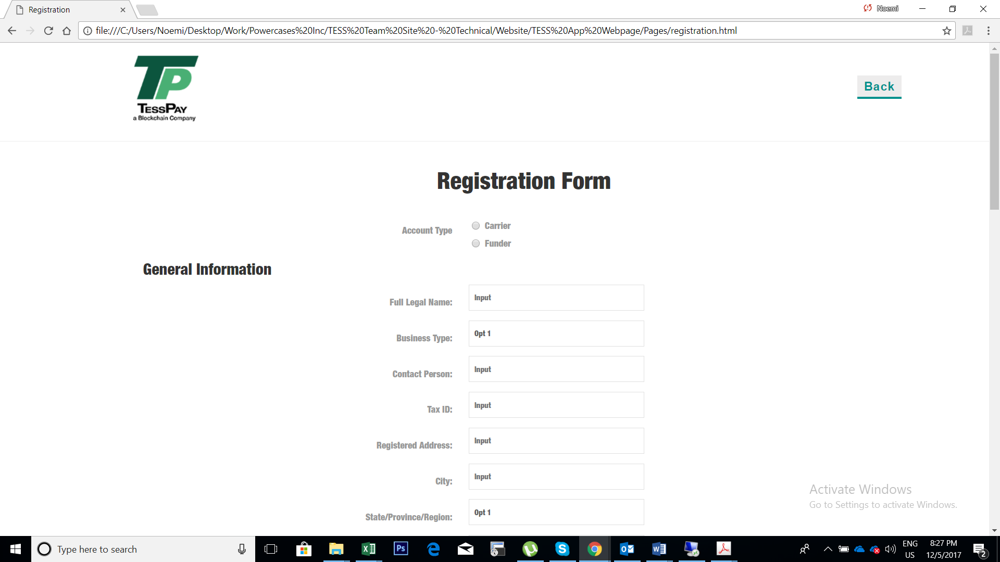 Registration
Noemi
file:///C:/Users/Noemi/Desktop/Work/Powercases%20Inc/TESS%20Team%20Site%20-%20Technical/Website/TESS%20App%20Webpage/Pages/registration.html
TP
TESSPAY
a Blockchain Company
Back
Registration Form
Account Type
Carrier
Funder
General Information
Full Legal Name: Input
Business Type: Opt 1
Contact Person: Input
Tax ID: Input
Registered Address: Input
City: Input
State/Province/Region: Opt 1
Activate Windows
Go to Settings to activate Windows.
Type here to search
Ps
ENG
US
8:27 PM
12/5/2017
2